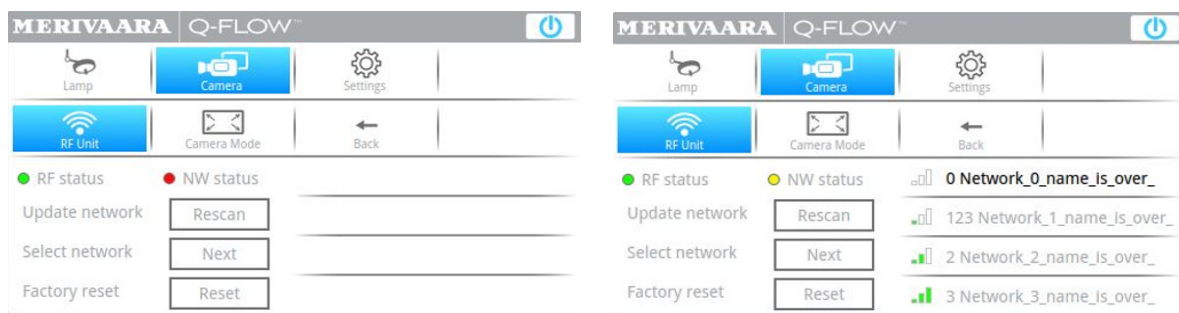 MERIVAARA Q-FLOW™
Lamp Camera Settings
RF Unit Camera Mode Back
RF status NW status
Update network Rescan
Select network Next
Factory reset Reset
MERIVAARA Q-FLOW™
Lamp Camera Settings
RF Unit Camera Mode Back
RF status NW status 0 Network_0_name_is_over_
Update network Rescan 123 Network_1_name_is_over_
Select network Next 2 Network_2_name_is_over_
Factory reset Reset 3 Network_3_name_is_over_